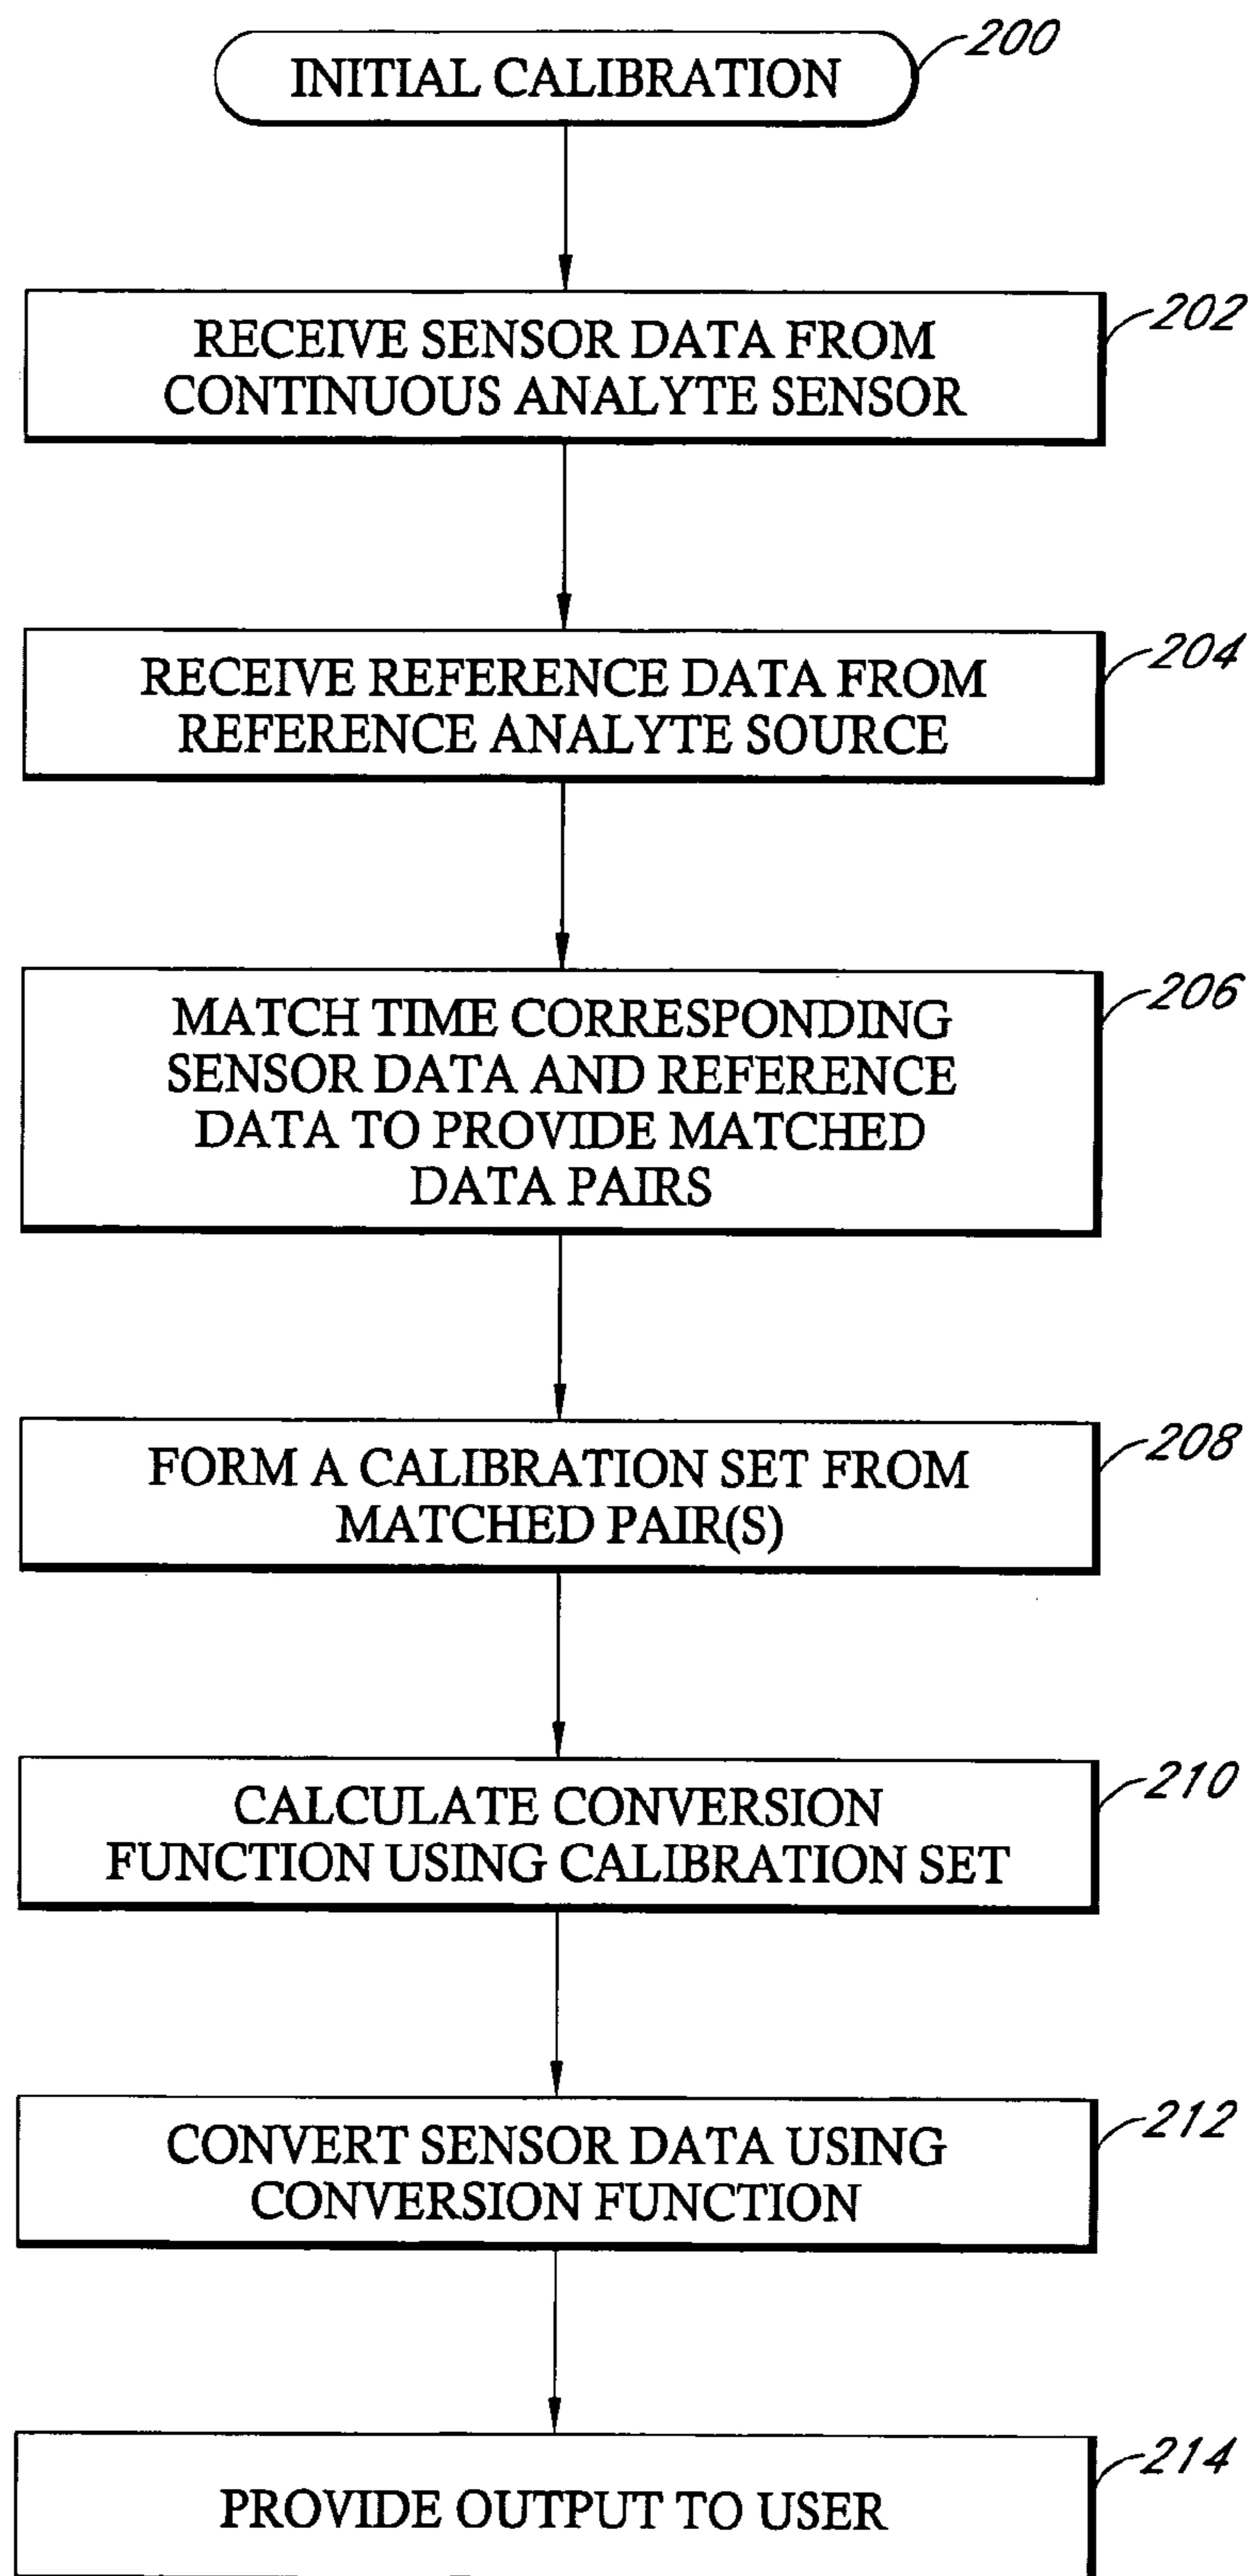 INITIAL CALIBRATION
200
RECEIVE SENSOR DATA FROM
CONTINUOUS ANALYTE SENSOR
202
RECEIVE REFERENCE DATA FROM
REFERENCE ANALYTE SOURCE
204
MATCH TIME CORRESPONDING
SENSOR DATA AND REFERENCE
DATA TO PROVIDE MATCHED
DATA PAIRS
206
FORM A CALIBRATION SET FROM
MATCHED PAIR(S)
208
CALCULATE CONVERSION
FUNCTION USING CALIBRATION SET
210
CONVERT SENSOR DATA USING
CONVERSION FUNCTION
212
PROVIDE OUTPUT TO USER
214